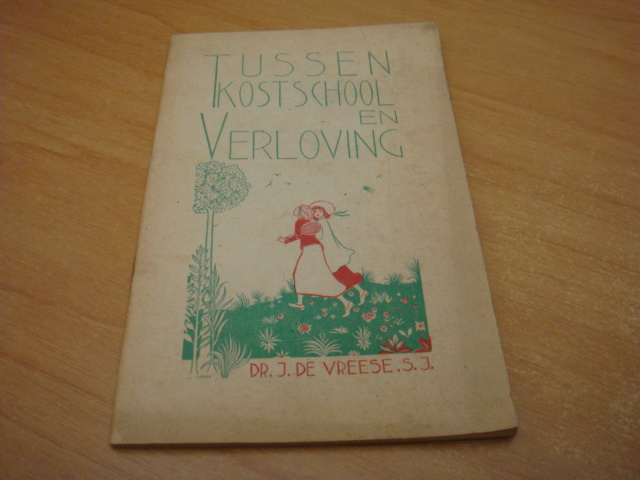 TUSSEN
KOSTSCHOOL
EN
VERLOVING
DR. J. DE VREESE. S. J.